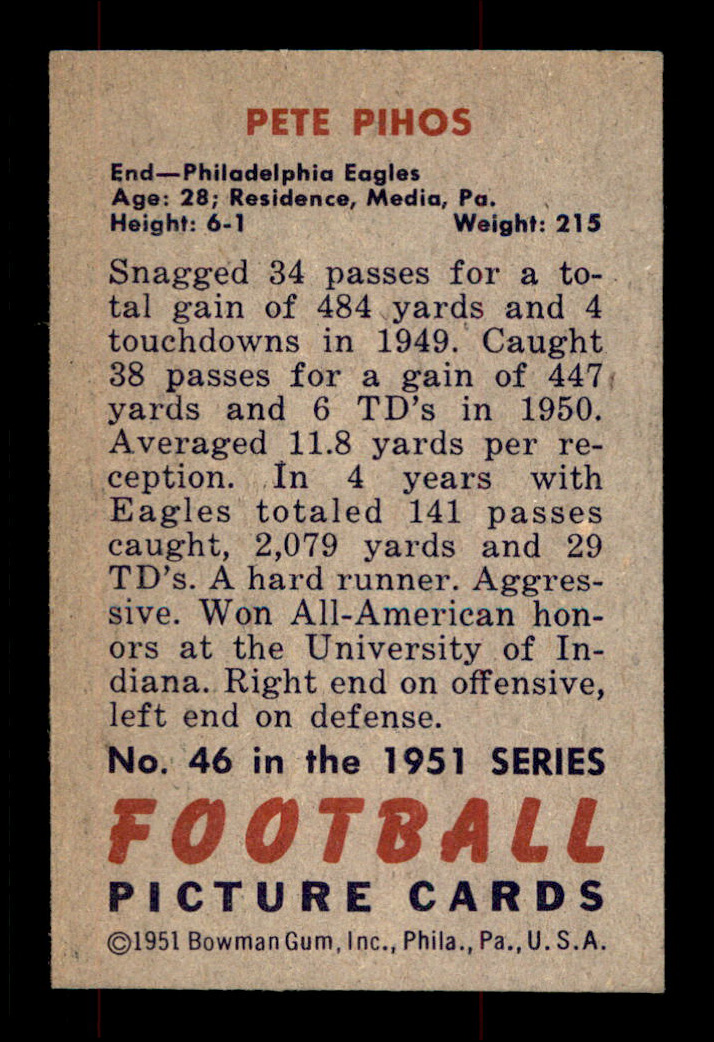 PETE PIHOS
End—Philadelphia Eagles
Age: 28; Residence, Media, Pa.
Height: 6-1 Weight: 215
Snagged 34 passes for a to-
tal gain of 484 yards and 4
touchdowns in 1949. Caught
38 passes for a gain of 447
yards and 6 TD's in 1950.
Averaged 11.8 yards per re-
ception. In 4 years with
Eagles totaled 141 passes
caught, 2,079 yards and 29
TD's. A hard runner. Aggres-
sive. Won All-American hon-
ors at the University of In-
diana. Right end on offensive,
left end on defense.
No. 46 in the 1951 SERIES
FOOTBALL
PICTURE CARDS
©1951 Bowman Gum, Inc., Phila., Pa., U.S.A.